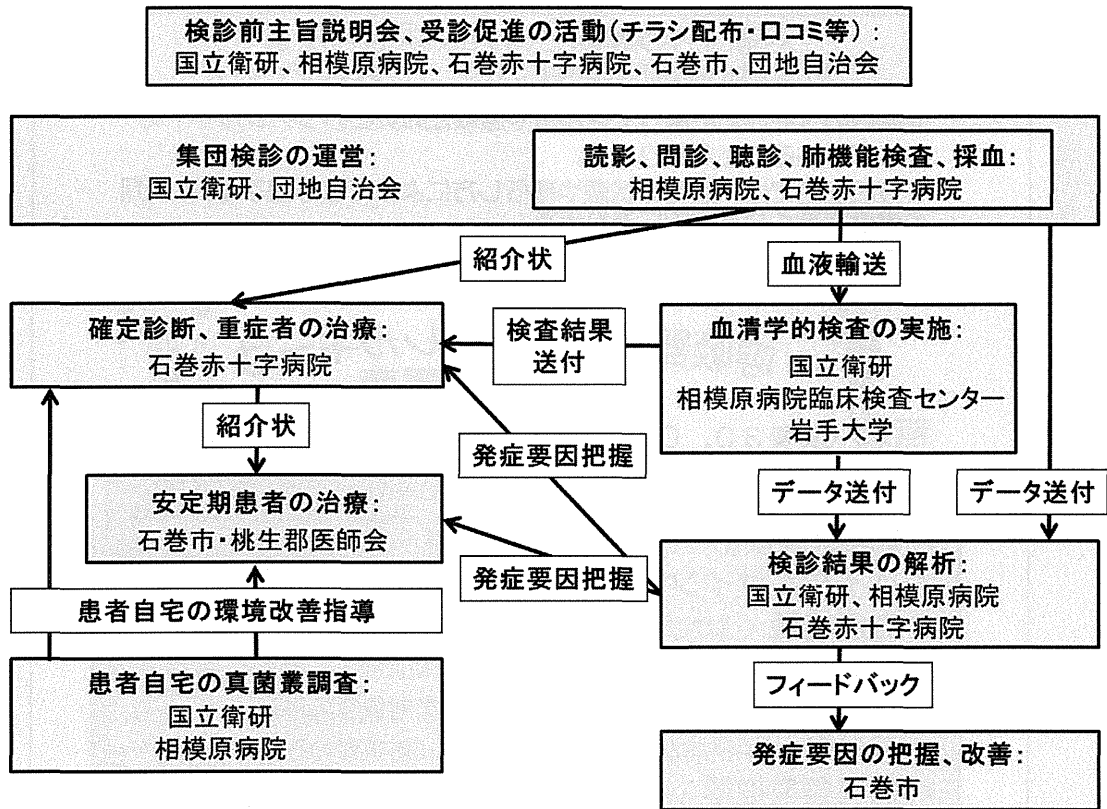 検診前主旨説明会、受診促進の活動(チラシ配布・口コミ等)：
国立衛研、相模原病院、石巻赤十字病院、石巻市、団地自治会
集団検診の運営：
国立衛研、団地自治会
読影、問診、聴診、肺機能検査、採血：
相模原病院、石巻赤十字病院
紹介状
血液輸送
確定診断、重症者の治療：
石巻赤十字病院
検査結果
送付
血清学的検査の実施：
国立衛研
相模原病院臨床検査センター
岩手大学
紹介状
発症要因把握
データ送付
データ送付
安定期患者の治療：
石巻市・桃生郡医師会
発症要因把握
検診結果の解析：
国立衛研、相模原病院
石巻赤十字病院
患者自宅の環境改善指導
患者自宅の真菌叢調査：
国立衛研
相模原病院
フィードバック
発症要因の把握、改善：
石巻市